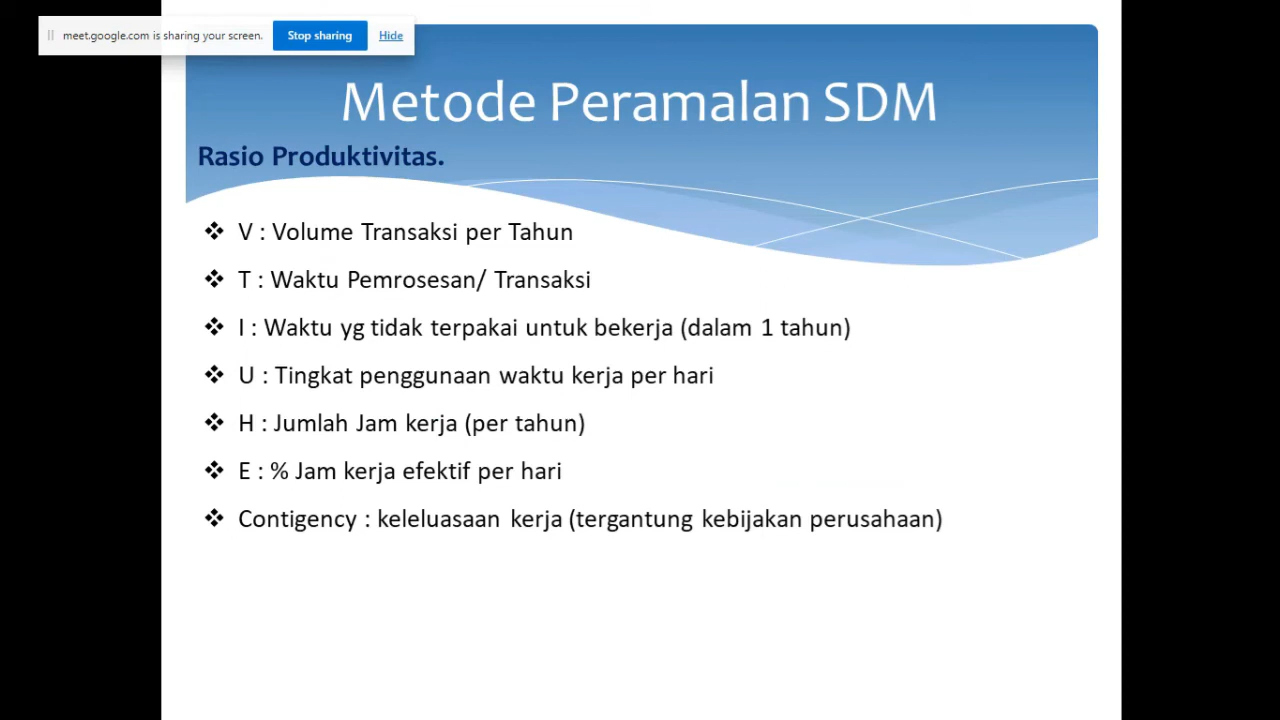 meet.google.com is sharing your screen.
Stop sharing
Hide
Metode Peramalan SDM
Rasio Produktivitas.
❖ V : Volume Transaksi per Tahun
❖ T : Waktu Pemrosesan/ Transaksi
❖ I : Waktu yg tidak terpakai untuk bekerja (dalam 1 tahun)
❖ U : Tingkat penggunaan waktu kerja per hari
❖ H : Jumlah Jam kerja (per tahun)
❖ E : % Jam kerja efektif per hari
❖ Contigency : keleluasaan kerja (tergantung kebijakan perusahaan)